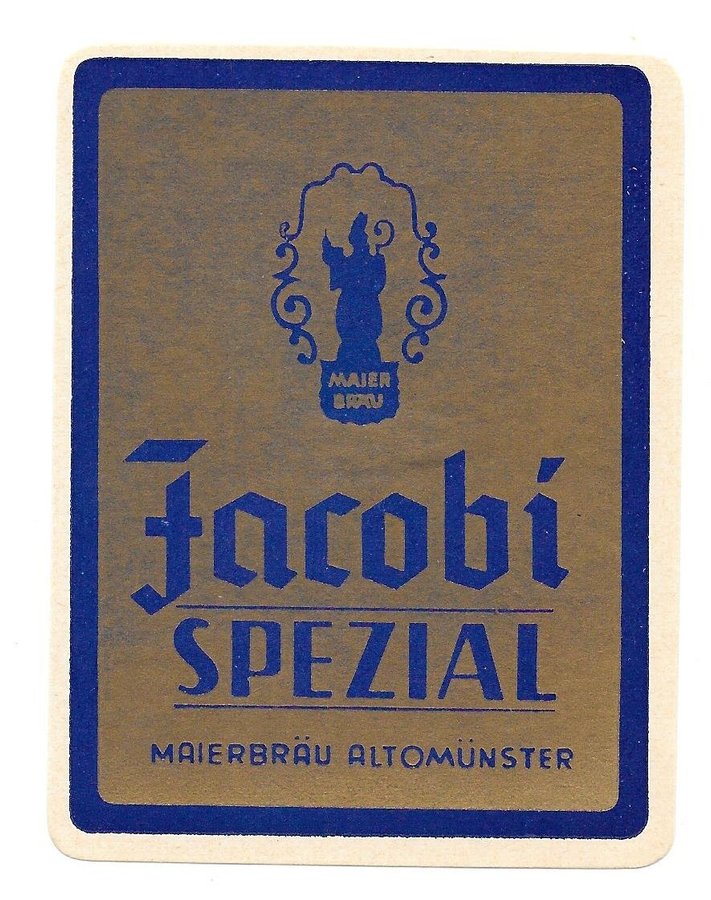 MAIER
BRÄU
Jacobi
SPEZIAL
MAIERBRÄU ALTOMÜNSTER